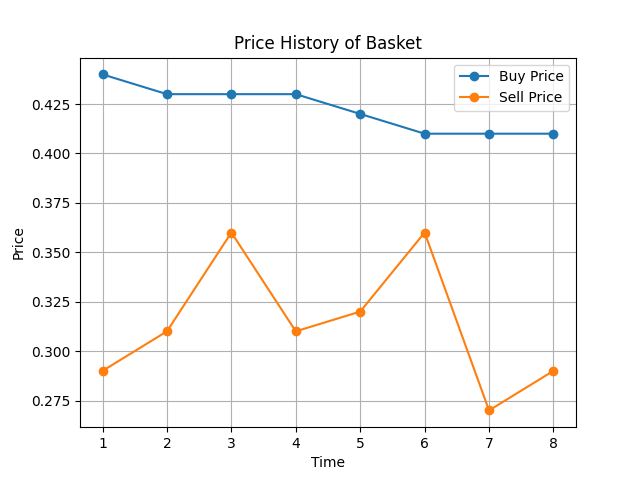 Price History of Basket
Buy Price
Sell Price
0.425
0.400
0.375
0.350
0.325
0.300
0.275
Price
1 2 3 4 5 6 7 8
Time